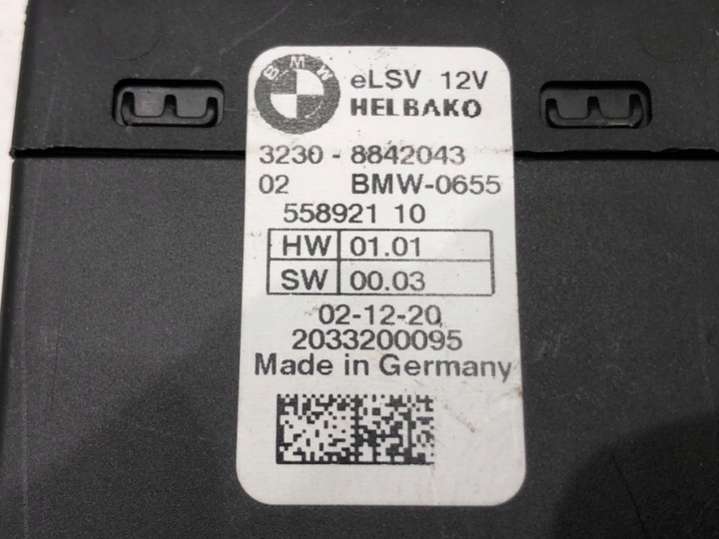 BMW
eLSV 12V
HELBAKO
3230 - 8842043
02 BMW-0655
558921 10
HW 01.01
SW 00.03
02-12-20
2033200095
Made in Germany